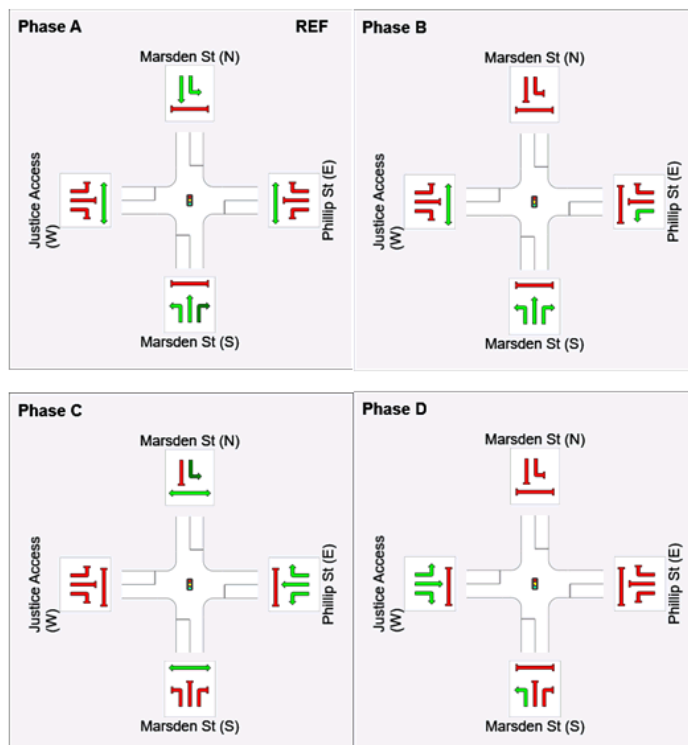 Phase A
REF
Marsden St (N)
Justice Access
(W)
Phillip St (E)
Marsden St (S)
Phase B
Marsden St (N)
Justice Access
(W)
Phillip St (E)
Marsden St (S)
Phase C
Marsden St (N)
Justice Access
(W)
Phillip St (E)
Marsden St (S)
Phase D
Marsden St (N)
Justice Access
(W)
Phillip St (E)
Marsden St (S)